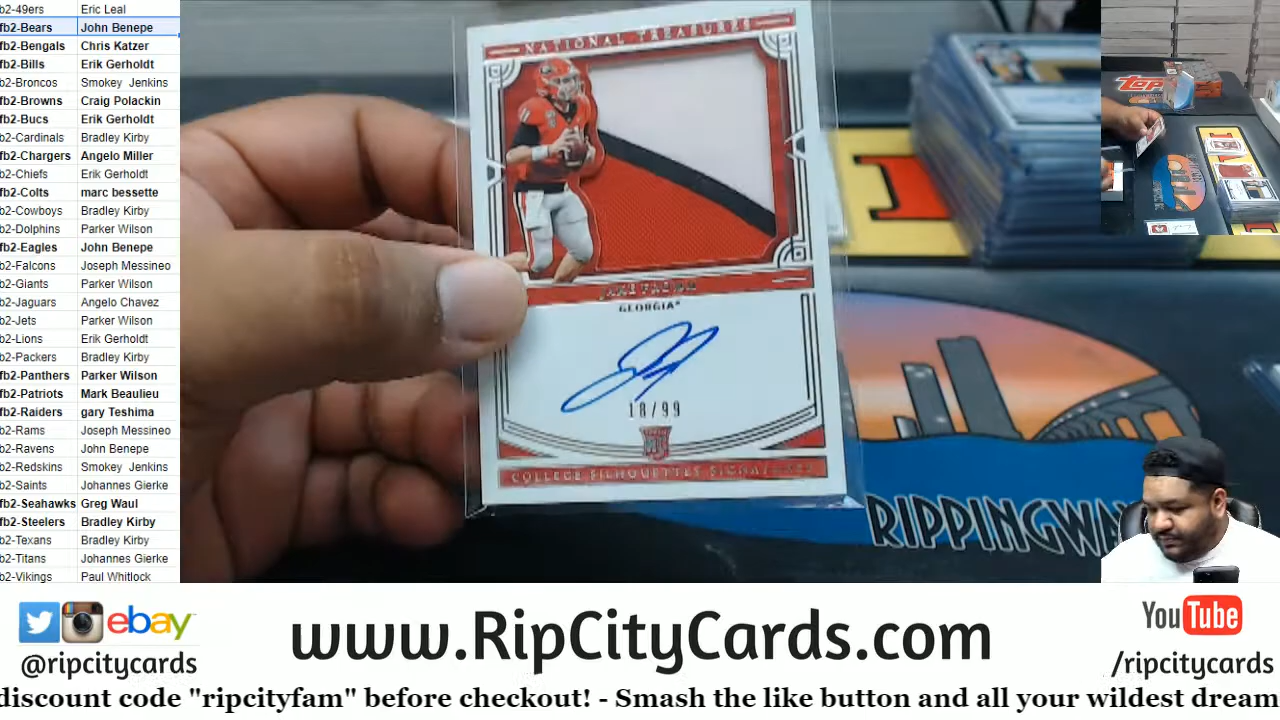 b2-49ers Eric Leal
fb2-Bears John Benepe
fb2-Bengals Chris Katzer
fb2-Bills Erik Gerholdt
b2-Broncos Smokey Jenkins
fb2-Browns Craig Polackin
fb2-Bucs Erik Gerholdt
b2-Cardinals Bradley Kirby
fb2-Chargers Angelo Miller
b2-Chiefs Erik Gerholdt
fb2-Colts marc bessette
b2-Cowboys Bradley Kirby
b2-Dolphins Parker Wilson
fb2-Eagles John Benepe
b2-Falcons Joseph Messineo
b2-Giants Parker Wilson
b2-Jaguars Angelo Chavez
b2-Jets Parker Wilson
b2-Lions Erik Gerholdt
b2-Packers Bradley Kirby
fb2-Panthers Parker Wilson
fb2-Patriots Mark Beaulieu
fb2-Raiders gary Teshima
b2-Rams Joseph Messineo
b2-Ravens John Benepe
b2-Redskins Smokey Jenkins
b2-Saints Johannes Gierke
fb2-Seahawks Greg Waul
fb2-Steelers Bradley Kirby
b2-Texans Bradley Kirby
b2-Titans Johannes Gierke
b2-Vikings Paul Whitlock
NATIONAL TREASURES
JAKE FROMM
GEORGIA
18/99
RC
COLLEGE SILHOUETTES SIGNATURES
RIPPINGWA
Topps
ebay
@ripcitycards
www.RipCityCards.com
YouTube
/ripcitycards
discount code "ripcityfam" before checkout! - Smash the like button and all your wildest dream